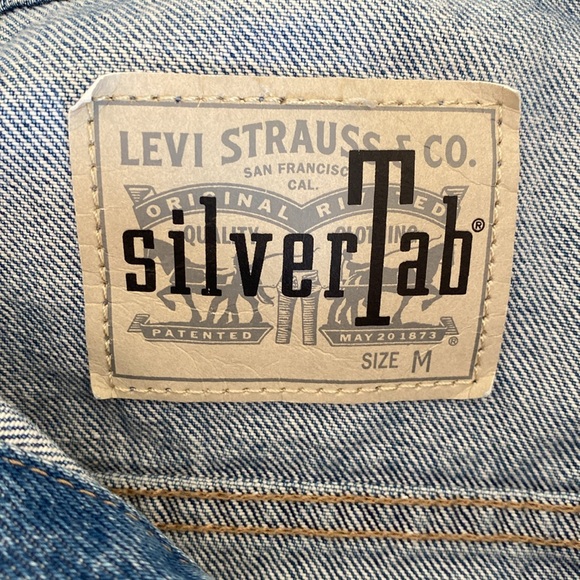 LEVI STRAUSS & CO.
SAN FRANCISCO
CAL.
ORIGINAL RIVETED
QUALITY CLOTHING
silverTab®
PATENTED MAY 20 1873 ®
SIZE M